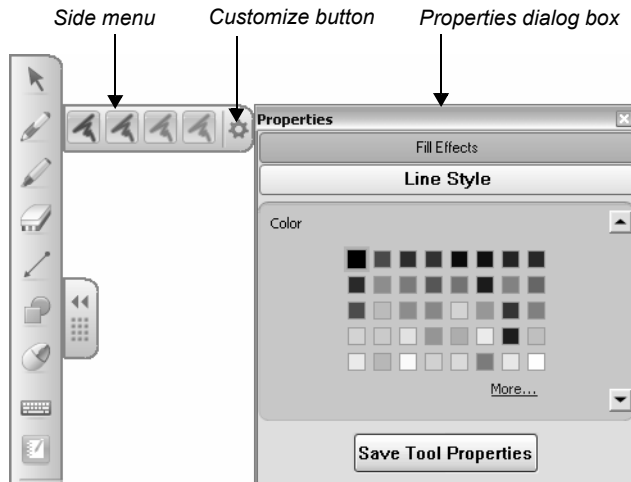 Side menu Customize button Properties dialog box
Properties
Fill Effects
Line Style
Color
More...
Save Tool Properties